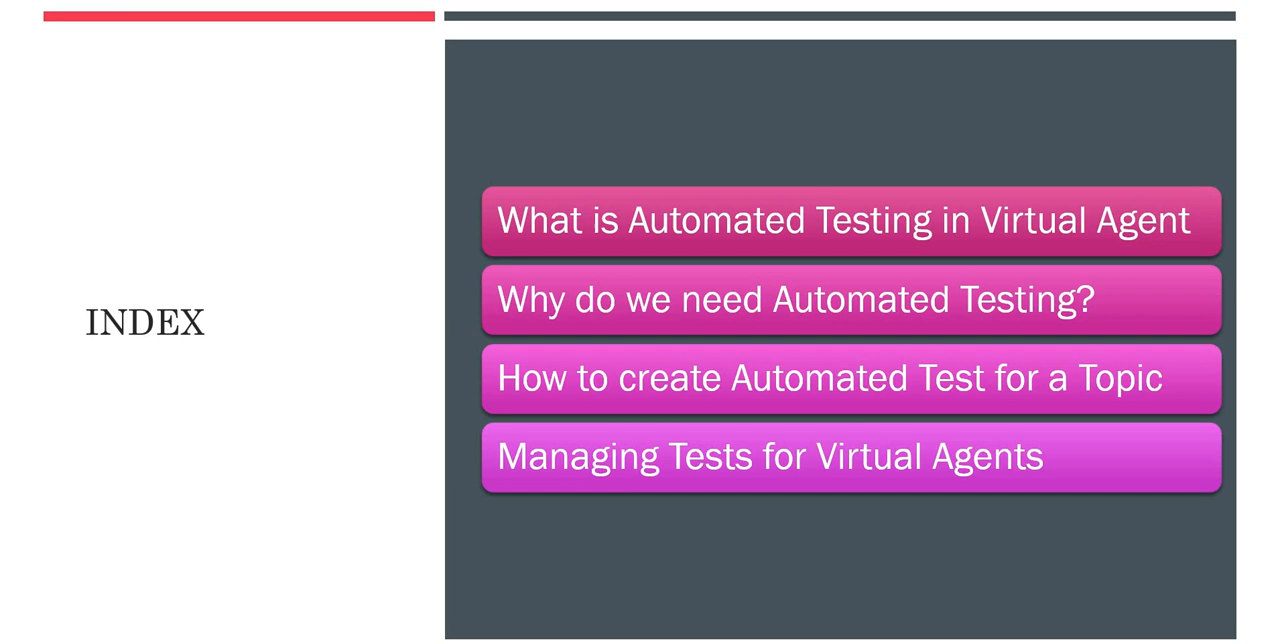 INDEX
What is Automated Testing in Virtual Agent
Why do we need Automated Testing?
How to create Automated Test for a Topic
Managing Tests for Virtual Agents